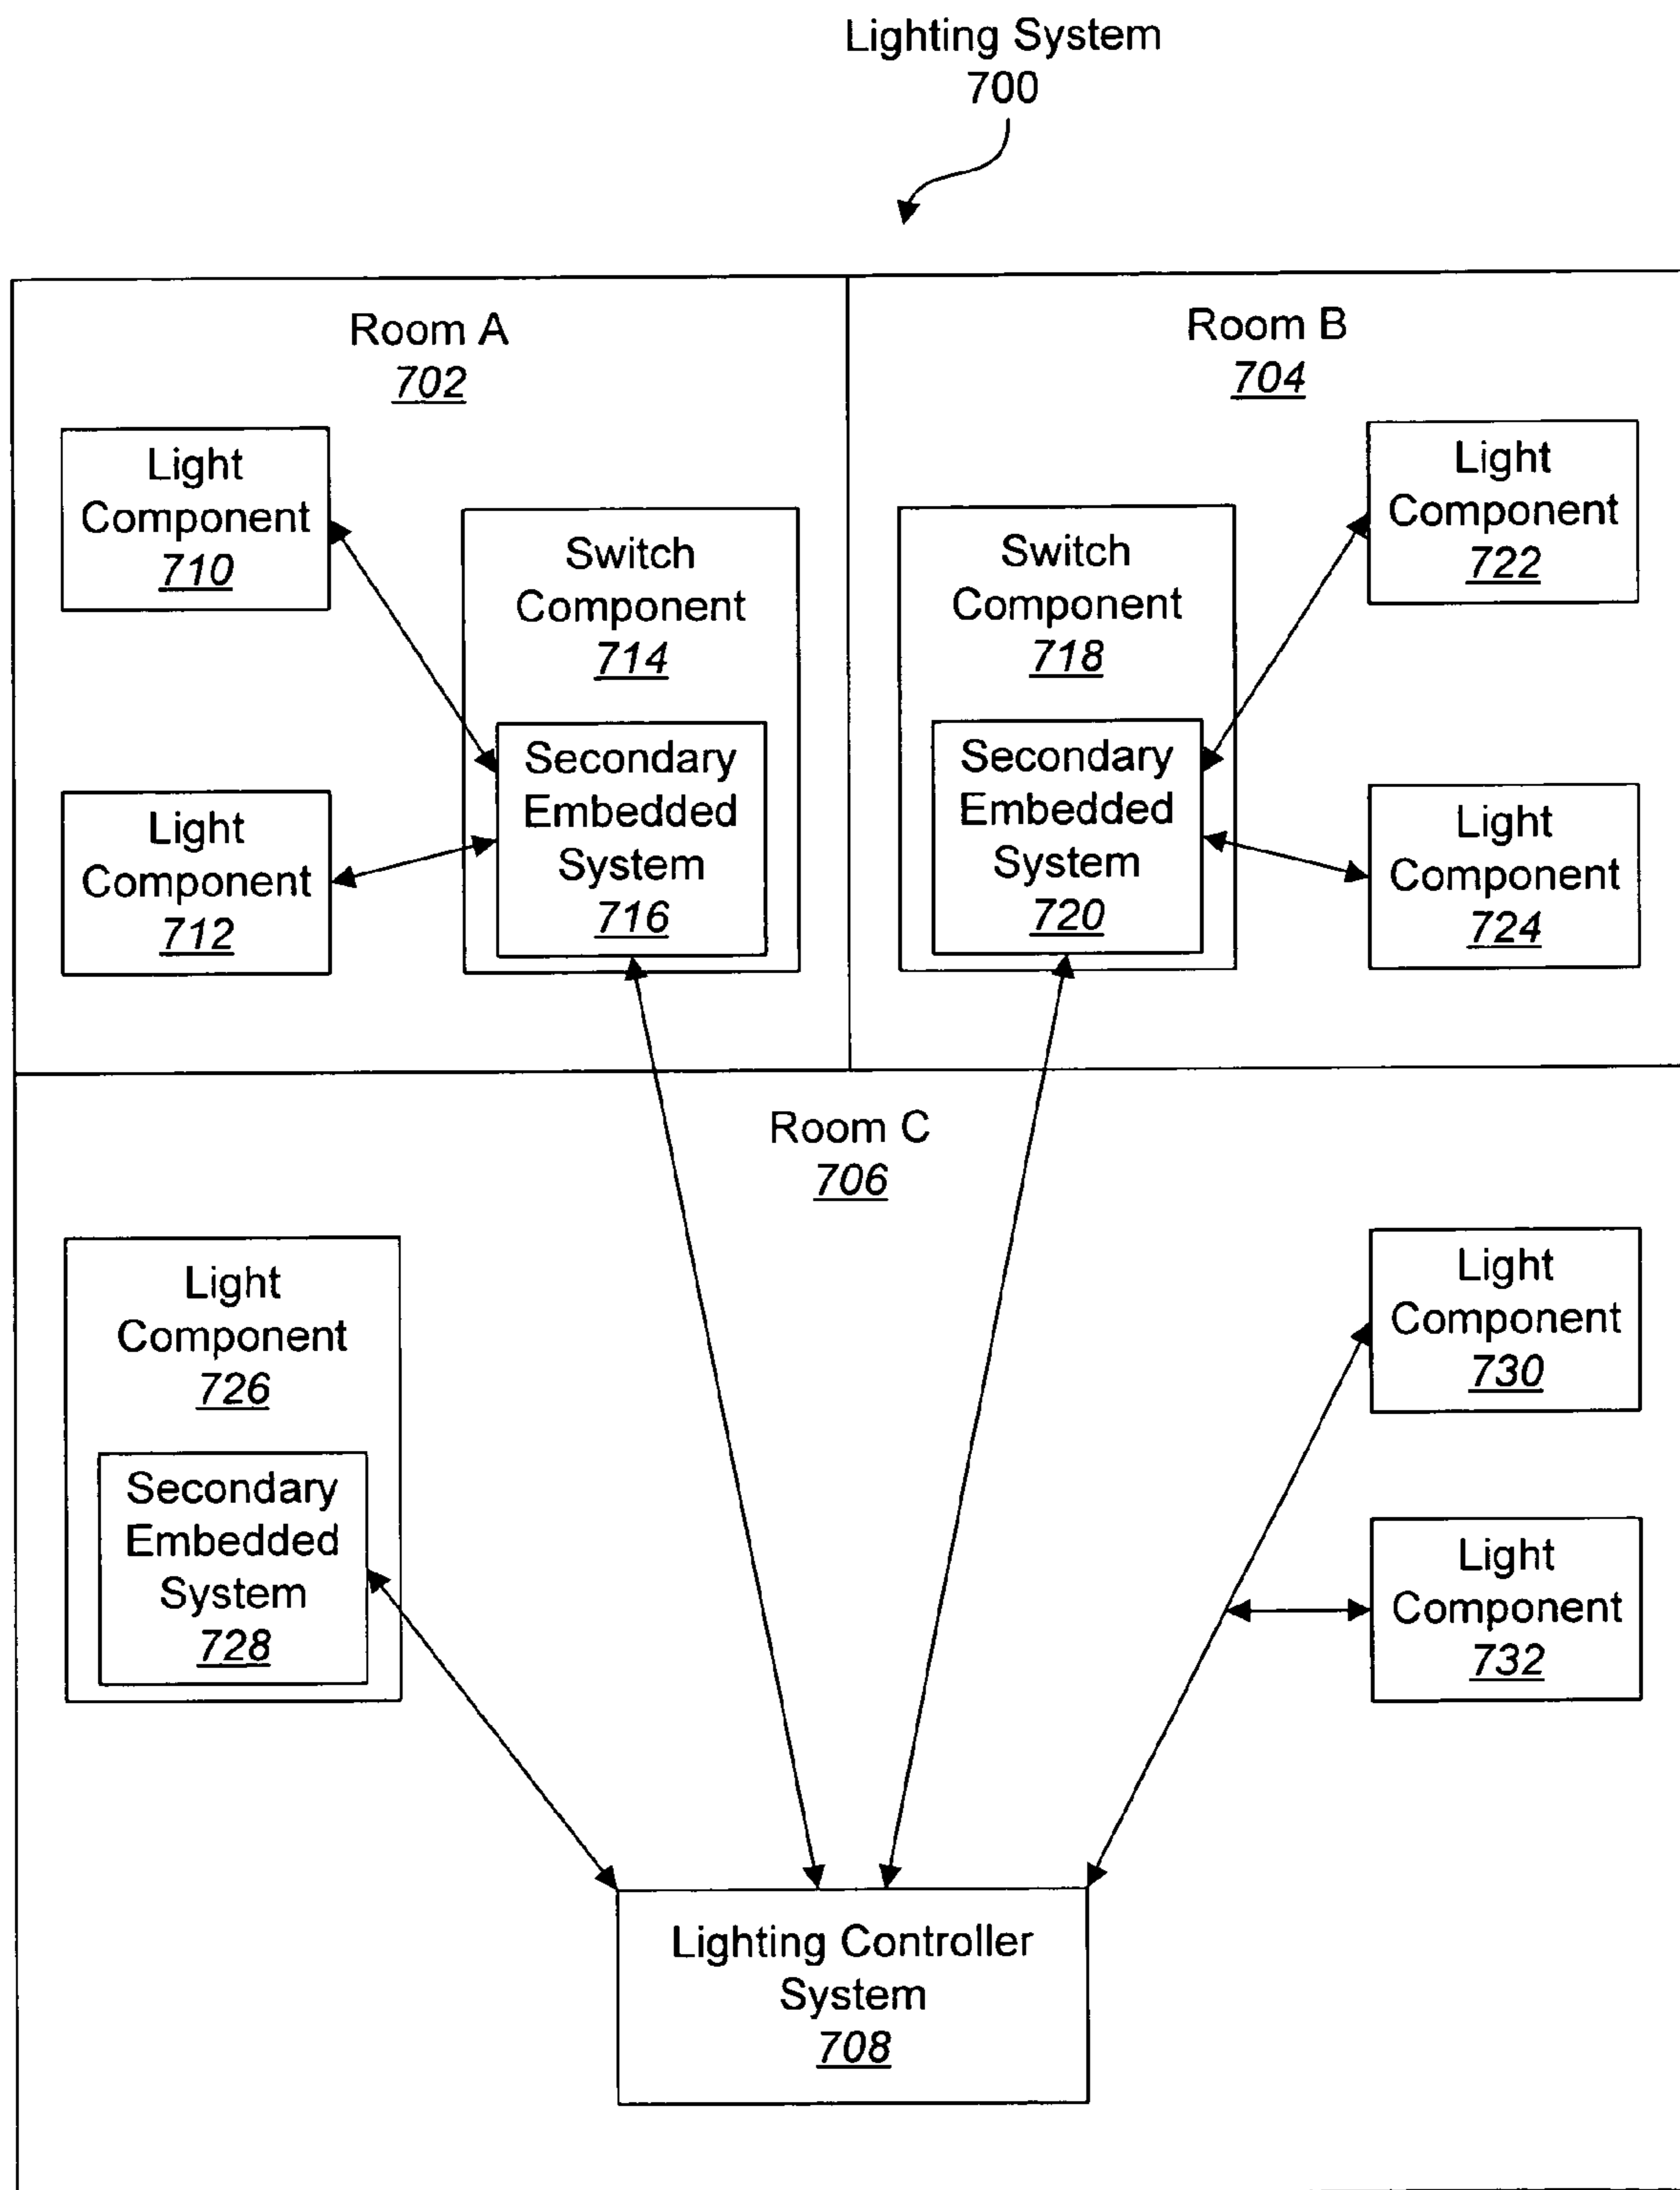 Lighting System
700
Room A
702
Room B
704
Light
Component
710
Switch
Component
714
Secondary
Embedded
System
716
Light
Component
712
Switch
Component
718
Secondary
Embedded
System
720
Light
Component
722
Light
Component
724
Room C
706
Light
Component
726
Secondary
Embedded
System
728
Light
Component
730
Light
Component
732
Lighting Controller
System
708